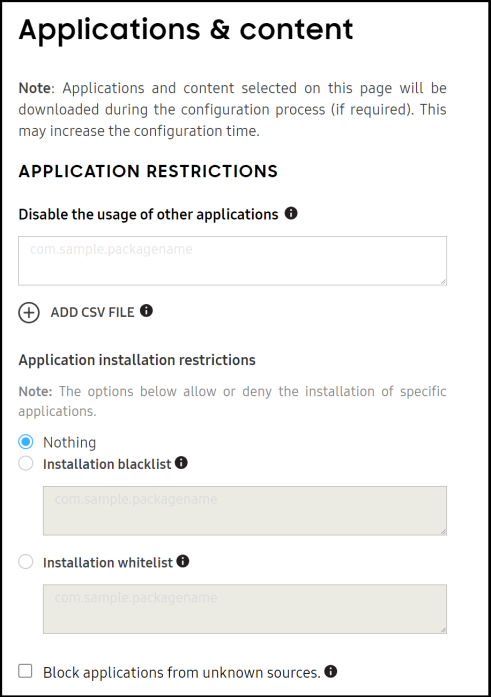 Applications & content
Note: Applications and content selected on this page will be
downloaded during the configuration process (if required). This
may increase the configuration time.
APPLICATION RESTRICTIONS
Disable the usage of other applications
com.sample.packagename
ADD CSV FILE
Application installation restrictions
Note: The options below allow or deny the installation of specific
applications.
Nothing
Installation blacklist
com.sample.packagename
Installation whitelist
com.sample.packagename
Block applications from unknown sources.